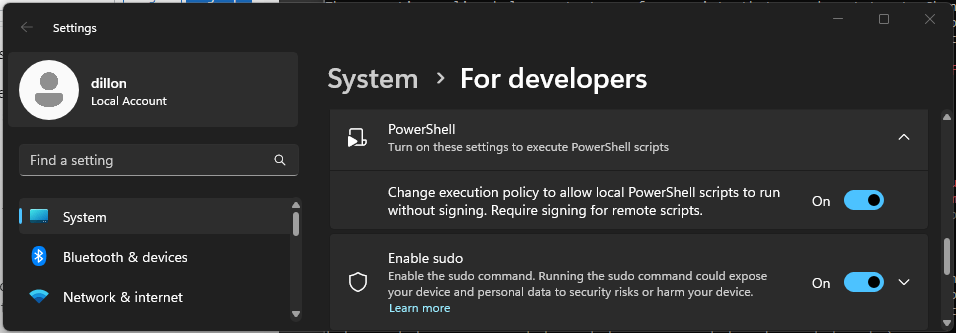 Settings
dillon
Local Account
Find a setting
System
Bluetooth & devices
Network & internet
System > For developers
PowerShell
Turn on these settings to execute PowerShell scripts
Change execution policy to allow local PowerShell scripts to run
without signing. Require signing for remote scripts.
On
Enable sudo
Enable the sudo command. Running the sudo command could expose
your device and personal data to security risks or harm your device.
Learn more
On